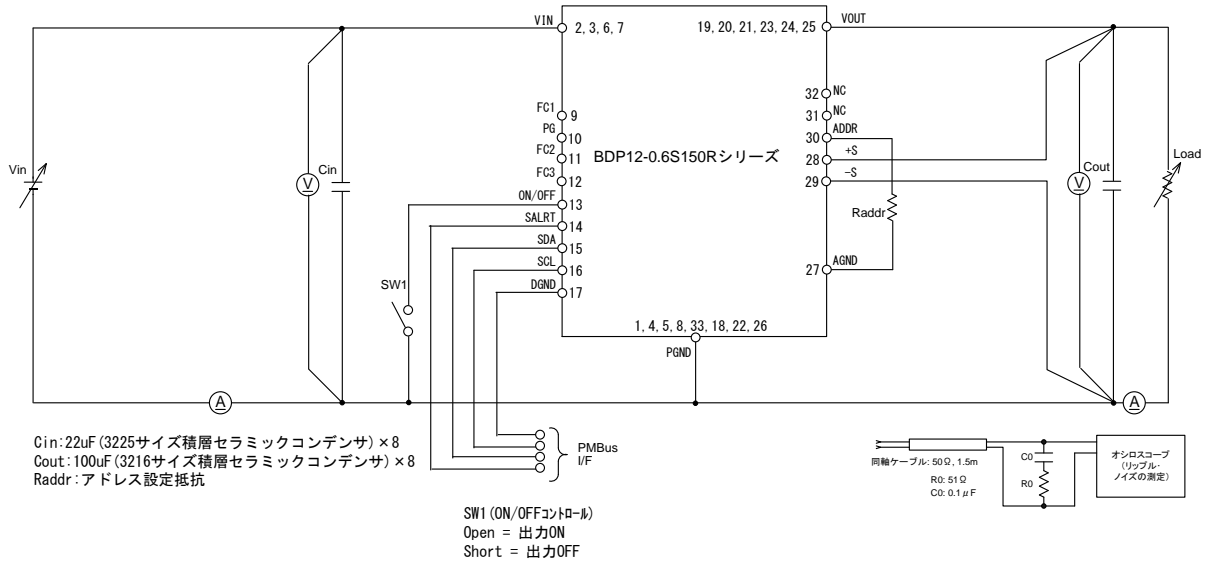 VIN
2, 3, 6, 7
19, 20, 21, 23, 24, 25
VOUT
FC1
9
PG
10
FC2
11
FC3
12
ON/OFF
13
SALRT
14
SDA
15
SCL
16
DGND
17
BDP12-0.6S150Rシリーズ
32
NC
31
NC
30
ADDR
28
+S
29
-S
27
AGND
Raddr
1, 4, 5, 8, 33, 18, 22, 26
PGND
Vin
V
Cin
SW1
V
Cout
Load
A
A
Cin:22uF(3225サイズ積層セラミックコンデンサ)×8
Cout:100uF(3216サイズ積層セラミックコンデンサ)×8
Raddr:アドレス設定抵抗
PMBus
I/F
SW1(ON/OFFコントロール)
Open = 出力ON
Short = 出力OFF
同軸ケーブル: 50Ω, 1.5m
R0: 51Ω
C0: 0.1μF
C0
R0
オシロスコープ
(リップル・
ノイズの測定)